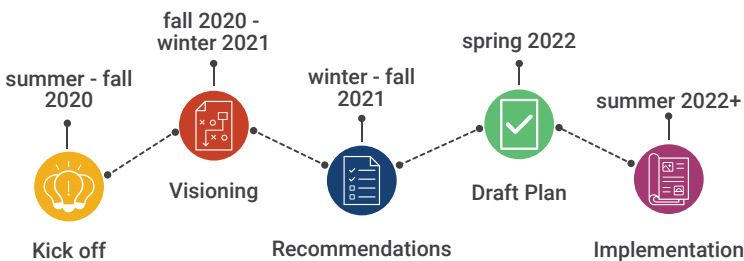 summer - fall
2020
Kick off
fall 2020 -
winter 2021
Visioning
winter - fall
2021
Recommendations
spring 2022
Draft Plan
summer 2022+
Implementation